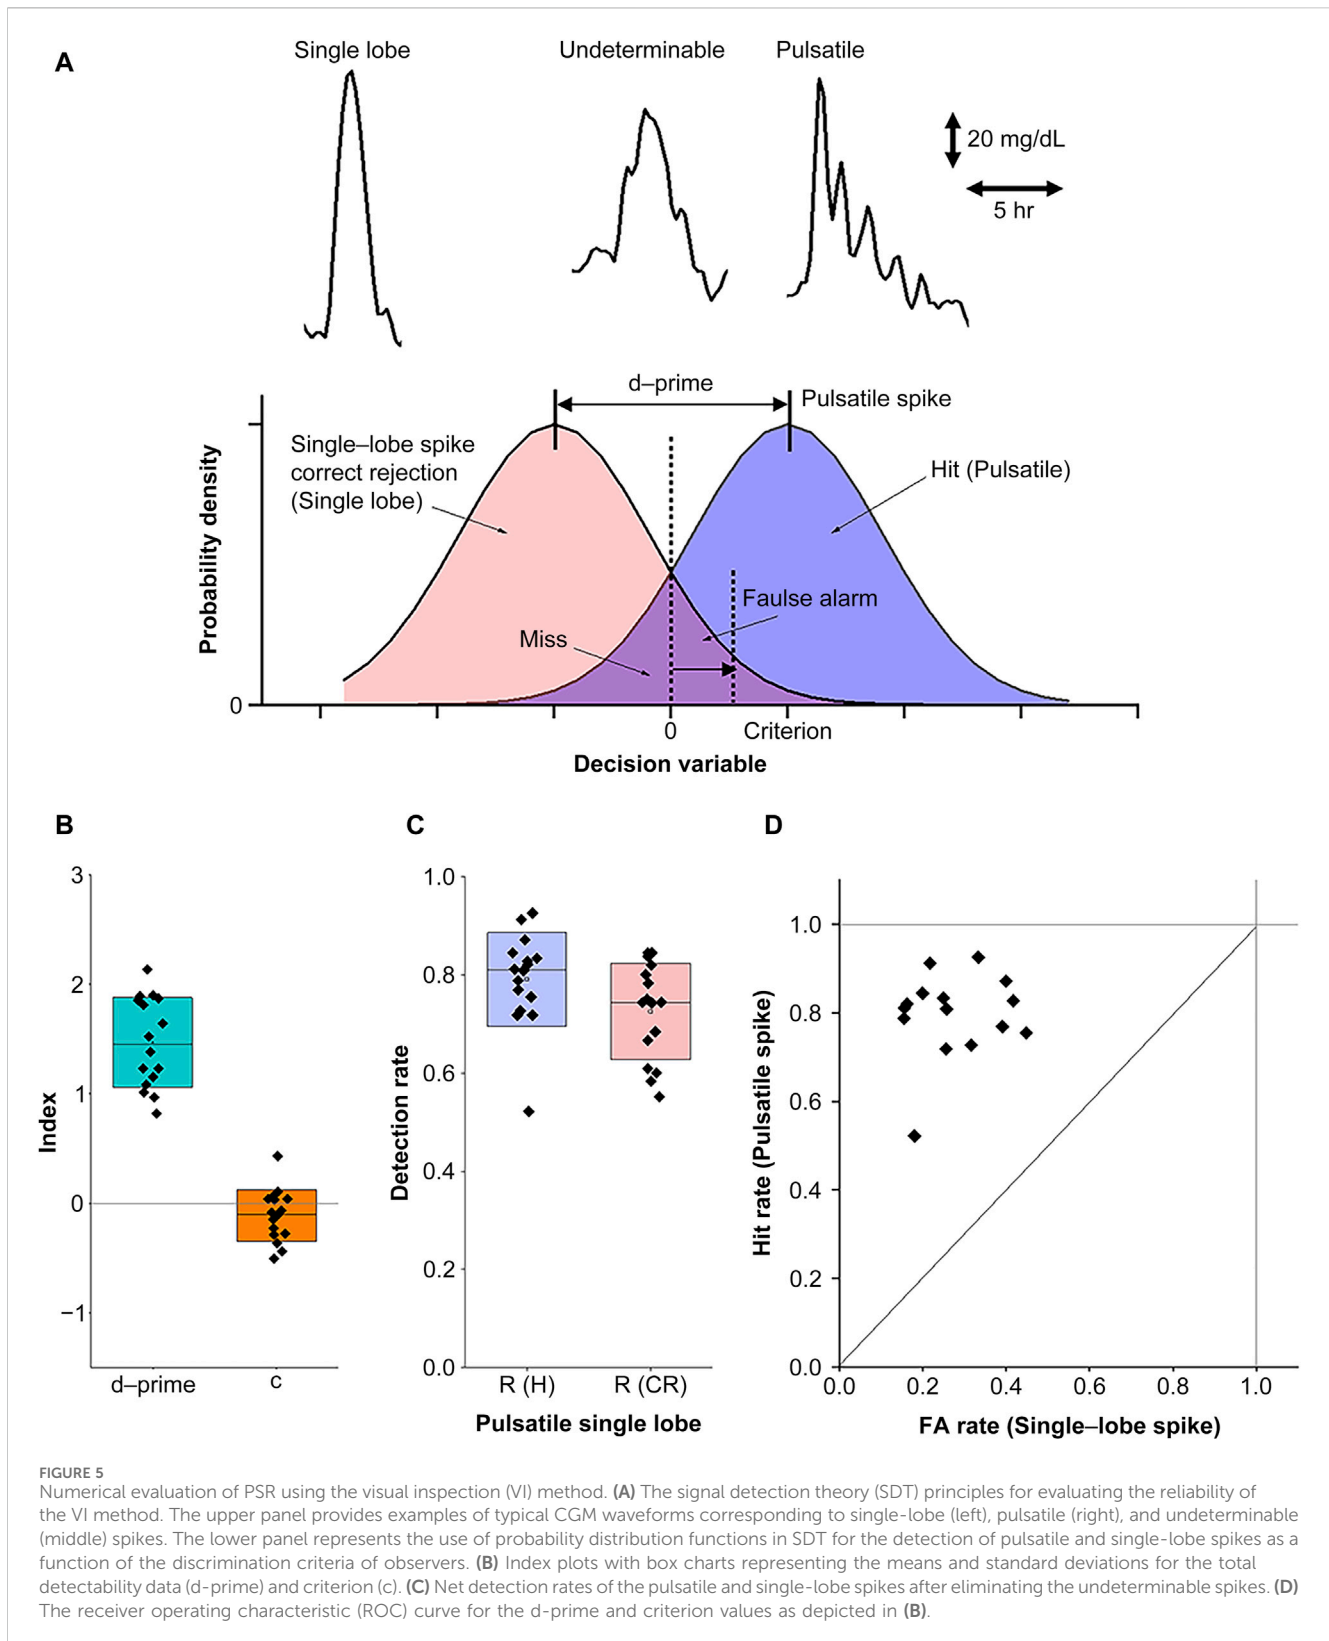 A
Single lobe
Undeterminable
Pulsatile
20 mg/dL
5 hr
d–prime
Pulsatile spike
Single–lobe spike
correct rejection
(Single lobe)
Hit (Pulsatile)
Faulse alarm
Miss
Probability density
0
0
Criterion
Decision variable
B
3
2
1
0
−1
Index
d–prime
c
C
1.0
0.8
0.6
0.4
0.2
0.0
Detection rate
R (H)
R (CR)
Pulsatile single lobe
D
1.0
0.8
0.6
0.4
0.2
0.0
Hit rate (Pulsatile spike)
0.0
0.2
0.4
0.6
0.8
1.0
FA rate (Single–lobe spike)
FIGURE 5
Numerical evaluation of PSR using the visual inspection (VI) method. (A) The signal detection theory (SDT) principles for evaluating the reliability of
the VI method. The upper panel provides examples of typical CGM waveforms corresponding to single-lobe (left), pulsatile (right), and undeterminable
(middle) spikes. The lower panel represents the use of probability distribution functions in SDT for the detection of pulsatile and single-lobe spikes as a
function of the discrimination criteria of observers. (B) Index plots with box charts representing the means and standard deviations for the total
detectability data (d-prime) and criterion (c). (C) Net detection rates of the pulsatile and single-lobe spikes after eliminating the undeterminable spikes. (D)
The receiver operating characteristic (ROC) curve for the d-prime and criterion values as depicted in (B).